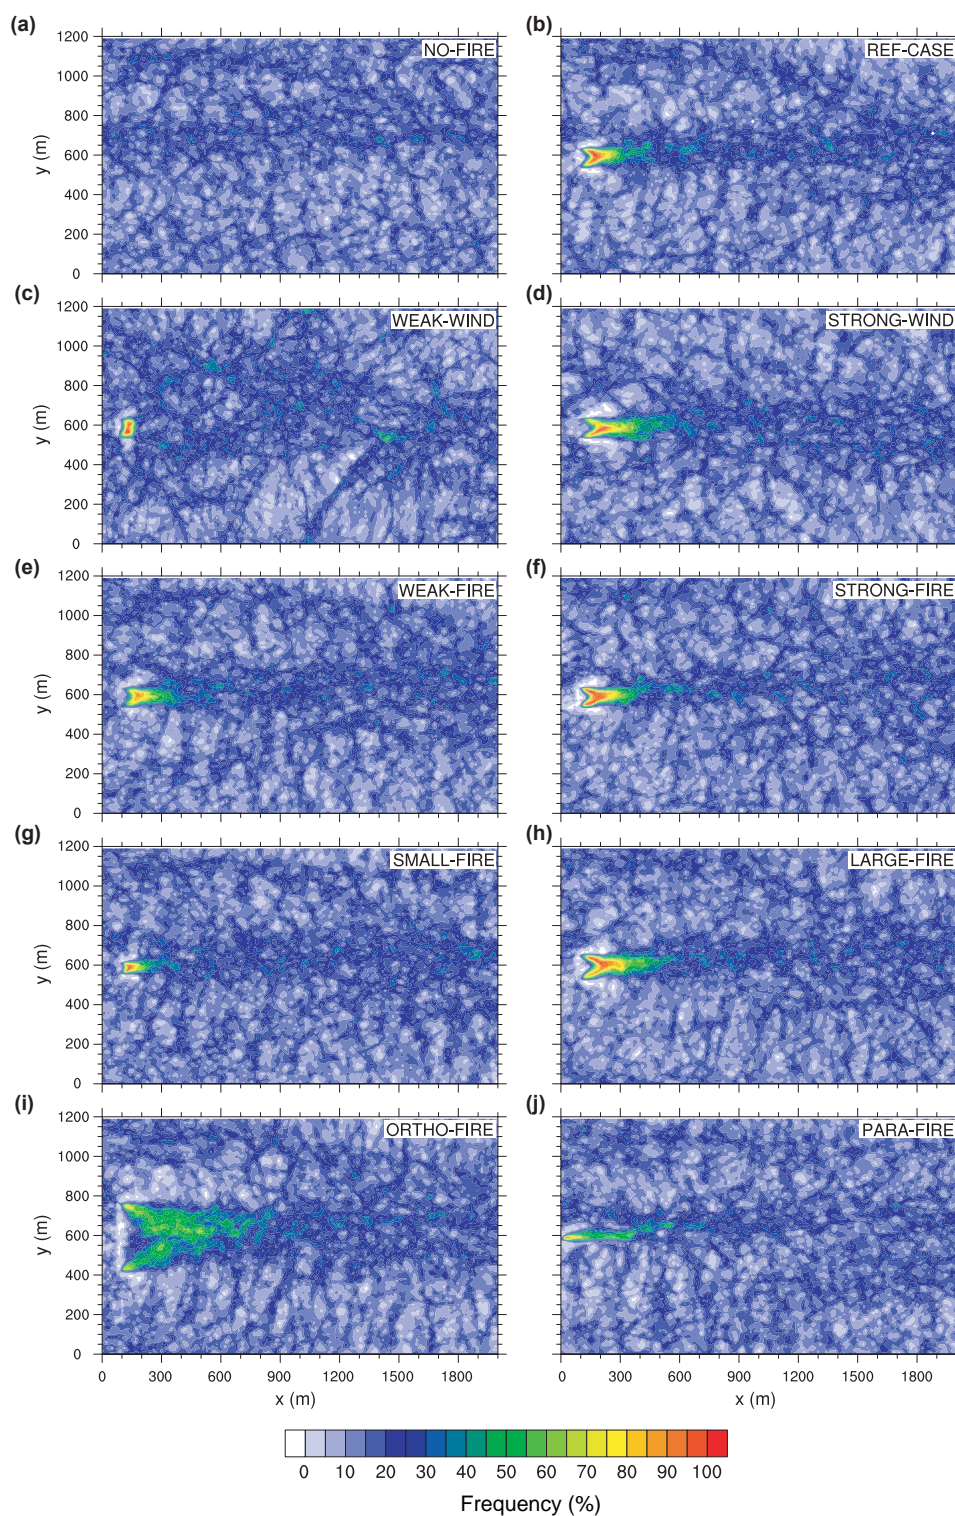 (a) (b)
1200 NO-FIRE REF-CASE
1000
800
y (m) 600
400
200
0
(c) (d)
1200 WEAK-WIND STRONG-WIND
1000
800
y (m) 600
400
200
0
(e) (f)
1200 WEAK-FIRE STRONG-FIRE
1000
800
y (m) 600
400
200
0
(g) (h)
1200 SMALL-FIRE LARGE-FIRE
1000
800
y (m) 600
400
200
0
(i) (j)
1200 ORTHO-FIRE PARA-FIRE
1000
800
y (m) 600
400
200
0
0 300 600 900 1200 1500 1800 0 300 600 900 1200 1500 1800
x (m) x (m)
0 10 20 30 40 50 60 70 80 90 100
Frequency (%)